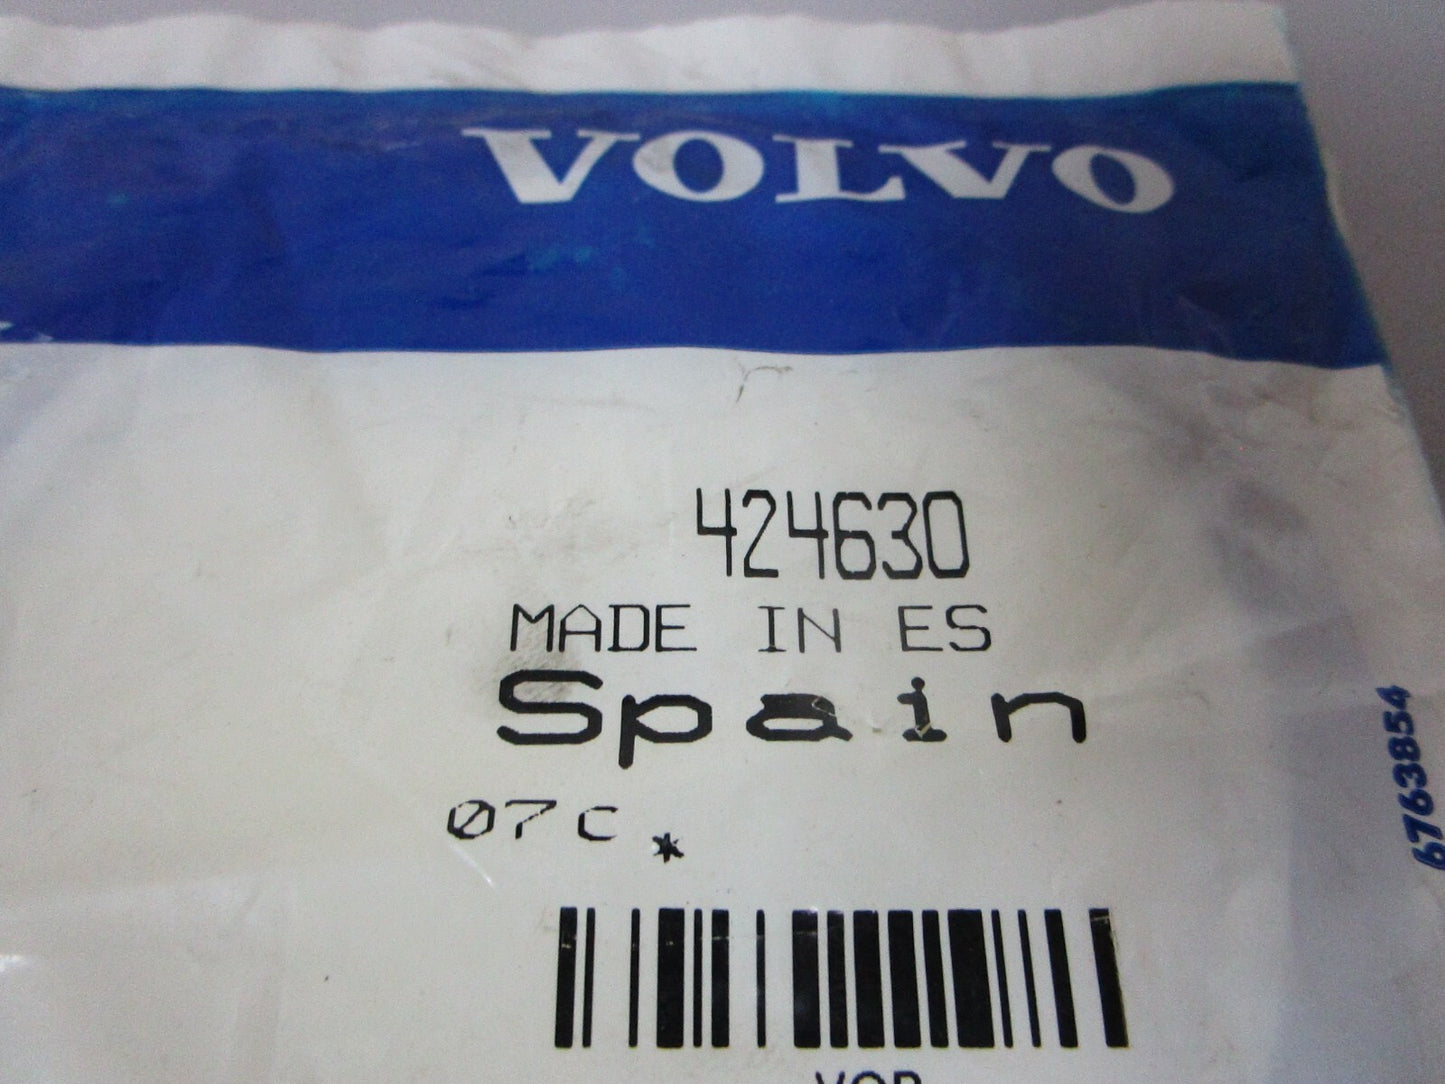 VOLVO
424630
MADE IN ES
Spain
07C *
6763854